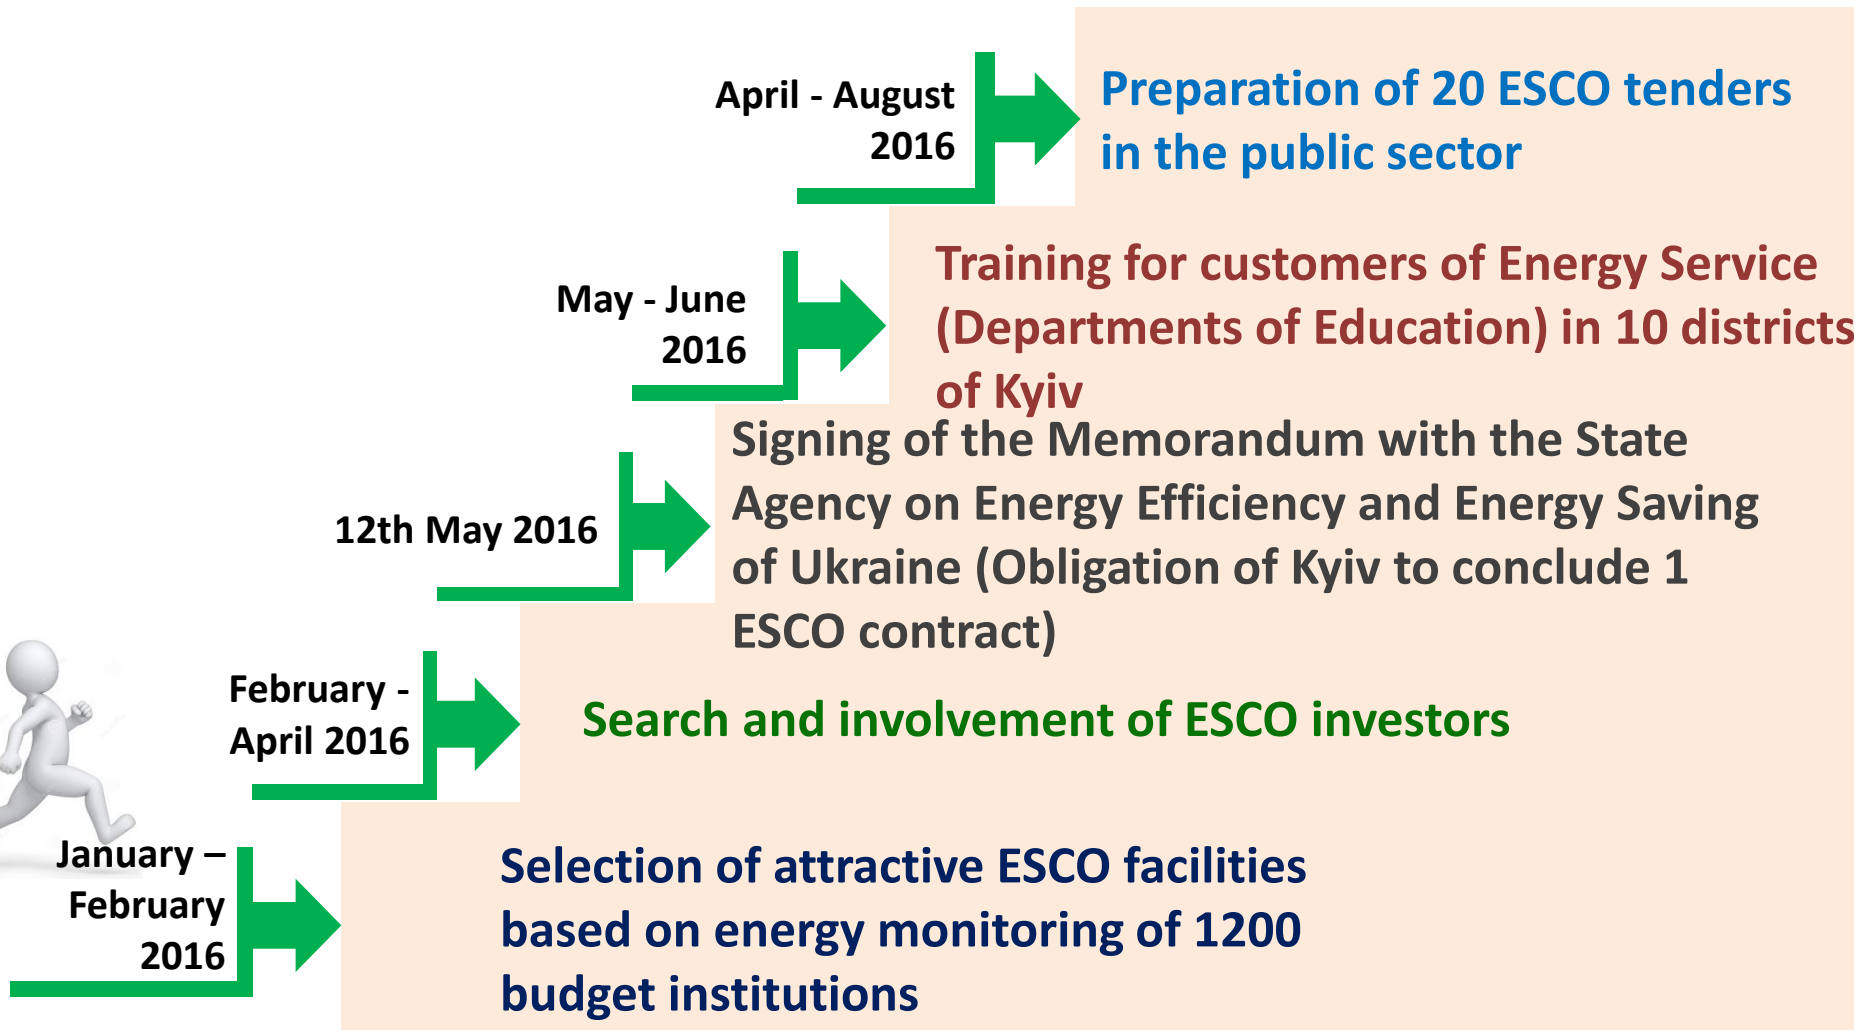 April - August
2016
Preparation of 20 ESCO tenders
in the public sector
May - June
2016
Training for customers of Energy Service
(Departments of Education) in 10 districts
of Kyiv
12th May 2016
Signing of the Memorandum with the State
Agency on Energy Efficiency and Energy Saving
of Ukraine (Obligation of Kyiv to conclude 1
ESCO contract)
February -
April 2016
Search and involvement of ESCO investors
January –
February
2016
Selection of attractive ESCO facilities
based on energy monitoring of 1200
budget institutions